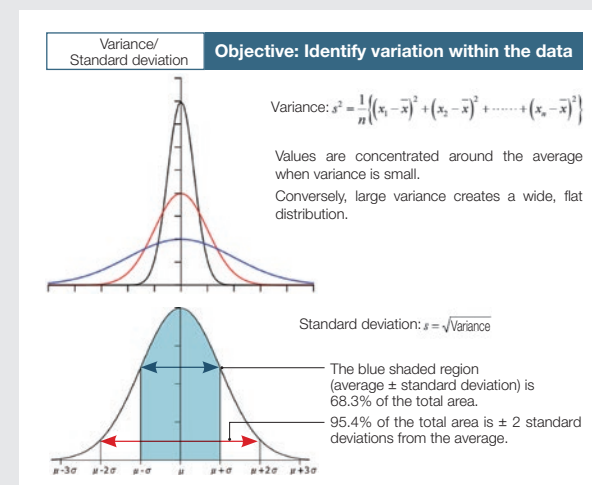 Variance/
Standard deviation
Objective: Identify variation within the data
Variance: s² = 1/n {(x₁ − x̄)² + (x₂ − x̄)² + ······ + (xₙ − x̄)²}
Values are concentrated around the average
when variance is small.
Conversely, large variance creates a wide, flat
distribution.
Standard deviation: s = √Variance
The blue shaded region
(average ± standard deviation) is
68.3% of the total area.
95.4% of the total area is ± 2 standard
deviations from the average.
μ-3σ μ-2σ μ-σ μ μ+σ μ+2σ μ+3σ